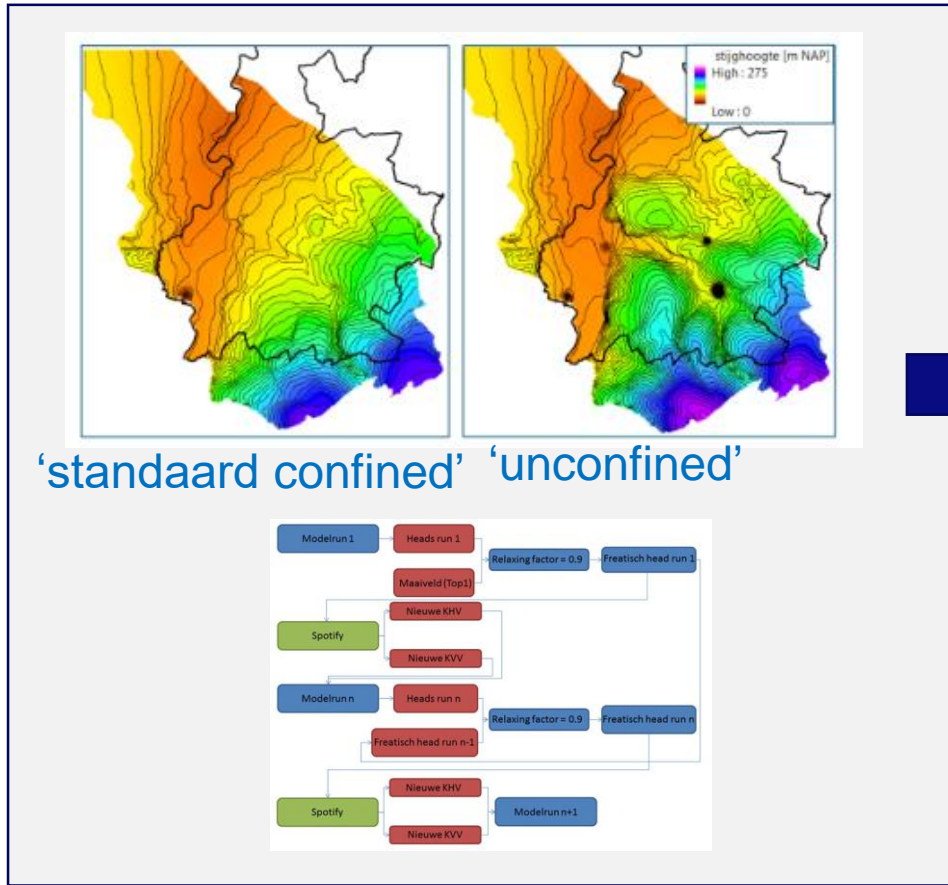 stijghoogte [m NAP]
High : 275
Low : 0
‘standaard confined’ ‘unconfined’
Modelrun 1
Heads run 1
Maaiveld (Top1)
Relaxing factor = 0.9
Freatisch head run 1
Spotify
Nieuwe KHV
Nieuwe KVV
Modelrun n
Heads run n
Freatisch head run n-1
Relaxing factor = 0.9
Freatisch head run n
Spotify
Nieuwe KHV
Nieuwe KVV
Modelrun n+1